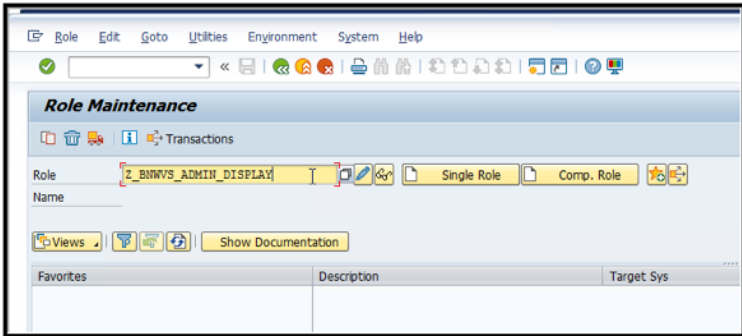 Role Edit Goto Utilities Environment System Help
Role Maintenance
Transactions
Role Z_BNWVS_ADMIN_DISPLAY Single Role Comp. Role
Name
Views Show Documentation
Favorites Description Target Sys